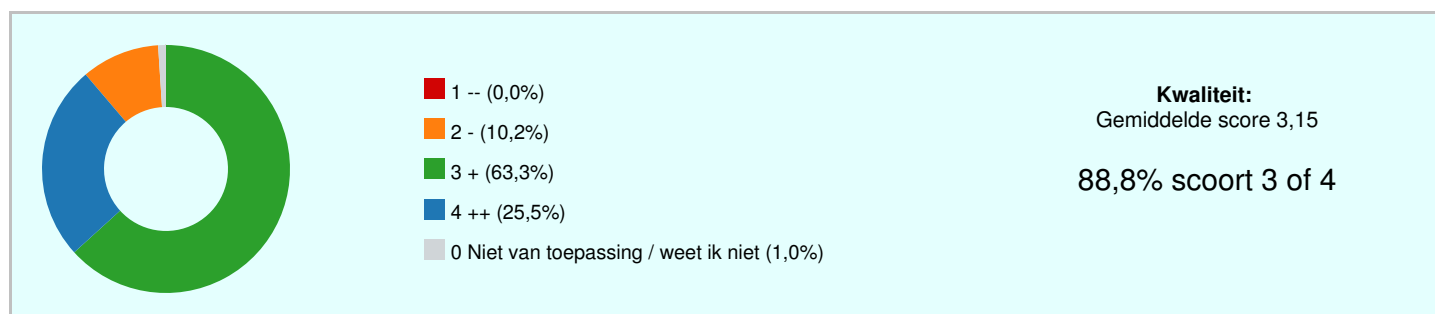 1 -- (0,0%)
2 - (10,2%)
3 + (63,3%)
4 ++ (25,5%)
0 Niet van toepassing / weet ik niet (1,0%)
Kwaliteit:
Gemiddelde score 3,15
88,8% scoort 3 of 4